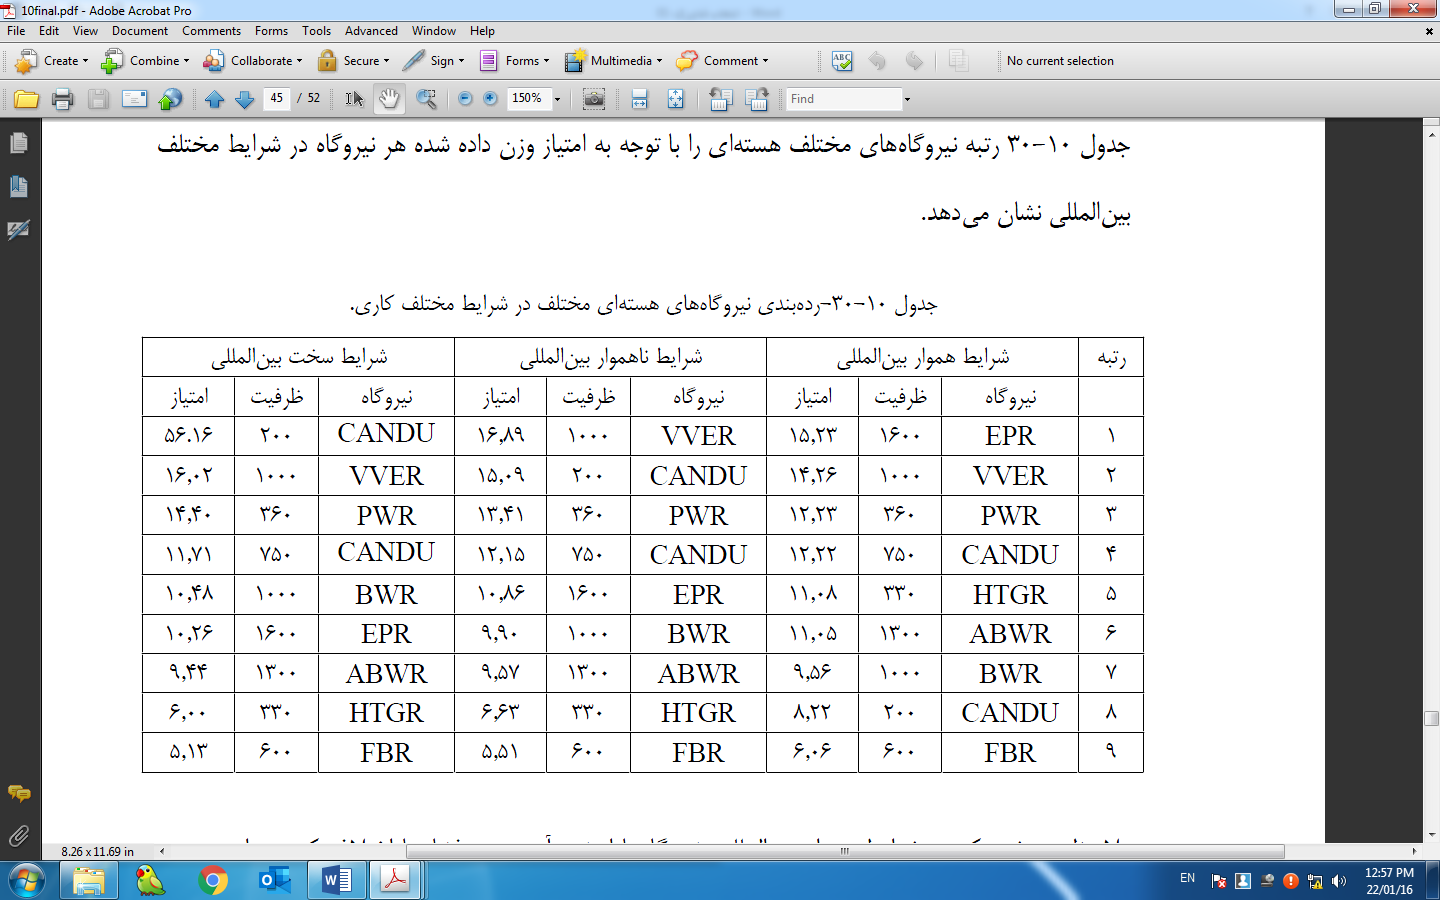 10final.pdf - Adobe Acrobat Pro
File Edit View Document Comments Forms Tools Advanced Window Help
Create Combine Collaborate Secure Sign Forms Multimedia Comment ABC No current selection
45 / 52 150% Find
جدول ۱۰-۳۰ رتبه نیروگاه‌های مختلف هسته‌ای را با توجه به امتیاز وزن داده شده هر نیروگاه در شرایط مختلف
بین‌المللی نشان می‌دهد.
جدول ۱۰-۳۰-رده‌بندی نیروگاه‌های هسته‌ای مختلف در شرایط مختلف کاری.
رتبه شرایط هموار بین‌المللی شرایط ناهموار بین‌المللی شرایط سخت بین‌المللی
نیروگاه ظرفیت امتیاز نیروگاه ظرفیت امتیاز نیروگاه ظرفیت امتیاز
۱ EPR ۱۶۰۰ ۱۵,۲۳ VVER ۱۰۰۰ ۱۶,۸۹ CANDU ۲۰۰ ۵۶.۱۶
۲ VVER ۱۰۰۰ ۱۴,۲۶ CANDU ۲۰۰ ۱۵,۰۹ VVER ۱۰۰۰ ۱۶,۰۲
۳ PWR ۳۶۰ ۱۲,۲۳ PWR ۳۶۰ ۱۳,۴۱ PWR ۳۶۰ ۱۴,۴۰
۴ CANDU ۷۵۰ ۱۲,۲۲ CANDU ۷۵۰ ۱۲,۱۵ CANDU ۷۵۰ ۱۱,۷۱
۵ HTGR ۳۳۰ ۱۱,۰۸ EPR ۱۶۰۰ ۱۰,۸۶ BWR ۱۰۰۰ ۱۰,۴۸
۶ ABWR ۱۳۰۰ ۱۱,۰۵ BWR ۱۰۰۰ ۹,۹۰ EPR ۱۶۰۰ ۱۰,۲۶
۷ BWR ۱۰۰۰ ۹,۵۶ ABWR ۱۳۰۰ ۹,۵۷ ABWR ۱۳۰۰ ۹,۴۴
۸ CANDU ۲۰۰ ۸,۲۲ HTGR ۳۳۰ ۶,۶۳ HTGR ۳۳۰ ۶,۰۰
۹ FBR ۶۰۰ ۶,۰۶ FBR ۶۰۰ ۵,۵۱ FBR ۶۰۰ ۵,۱۳
8.26 x 11.69 in
EN 12:57 PM
22/01/16